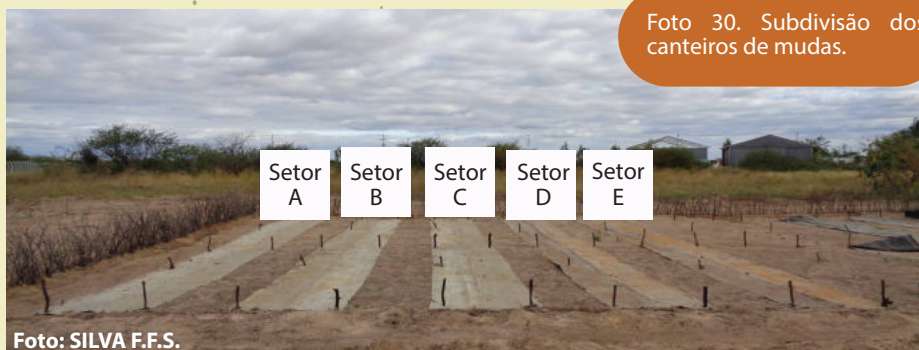 Foto 30. Subdivisão dos
canteiros de mudas.
Setor
A
Setor
B
Setor
C
Setor
D
Setor
E
Foto: SILVA F.F.S.